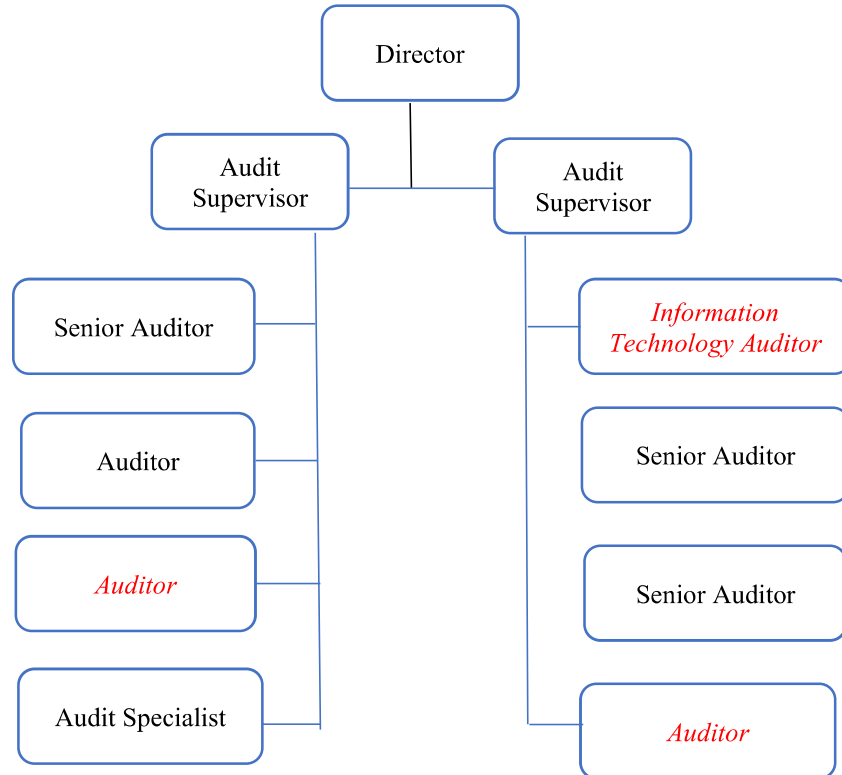 Director
Audit
Supervisor
Audit
Supervisor
Senior Auditor
Auditor
Auditor
Audit Specialist
Information
Technology Auditor
Senior Auditor
Senior Auditor
Auditor